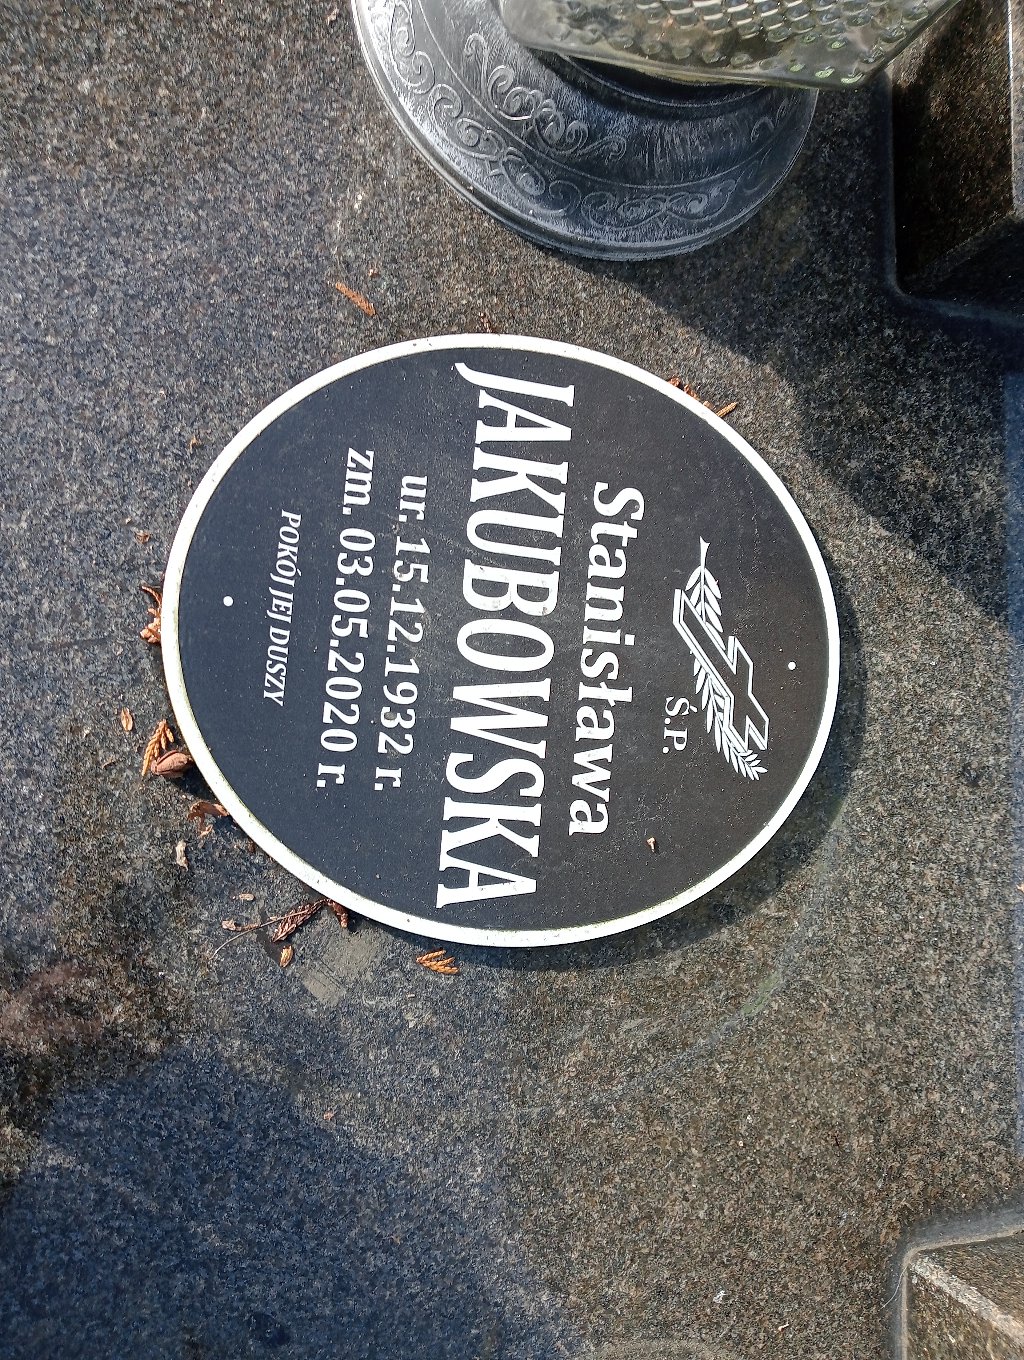 Ś.P.
Stanisława
JAKUBOWSKA
ur. 15.12.1932 r.
zm. 03.05.2020 r.
POKÓJ JEJ DUSZY